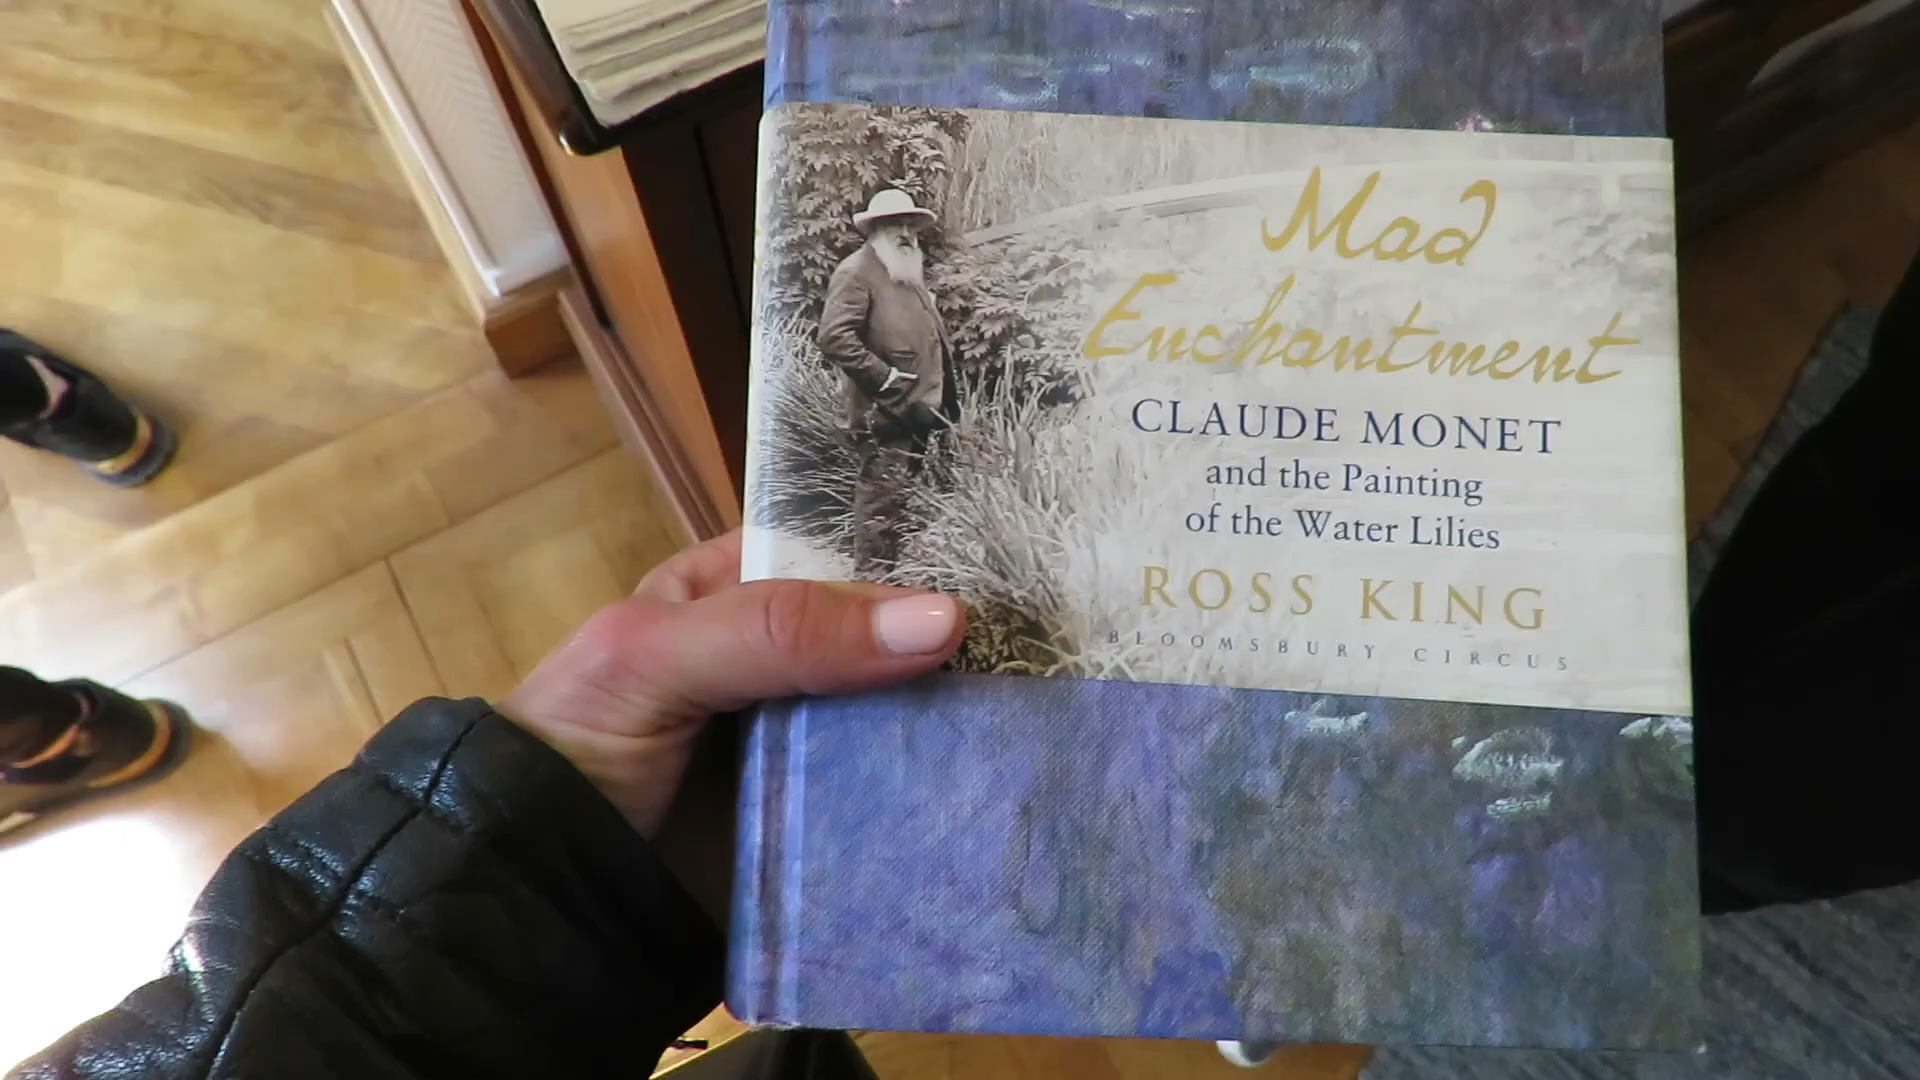 Mad
Enchantment
CLAUDE MONET
and the Painting
of the Water Lilies
ROSS KING
BLOOMSBURY CIRCUS